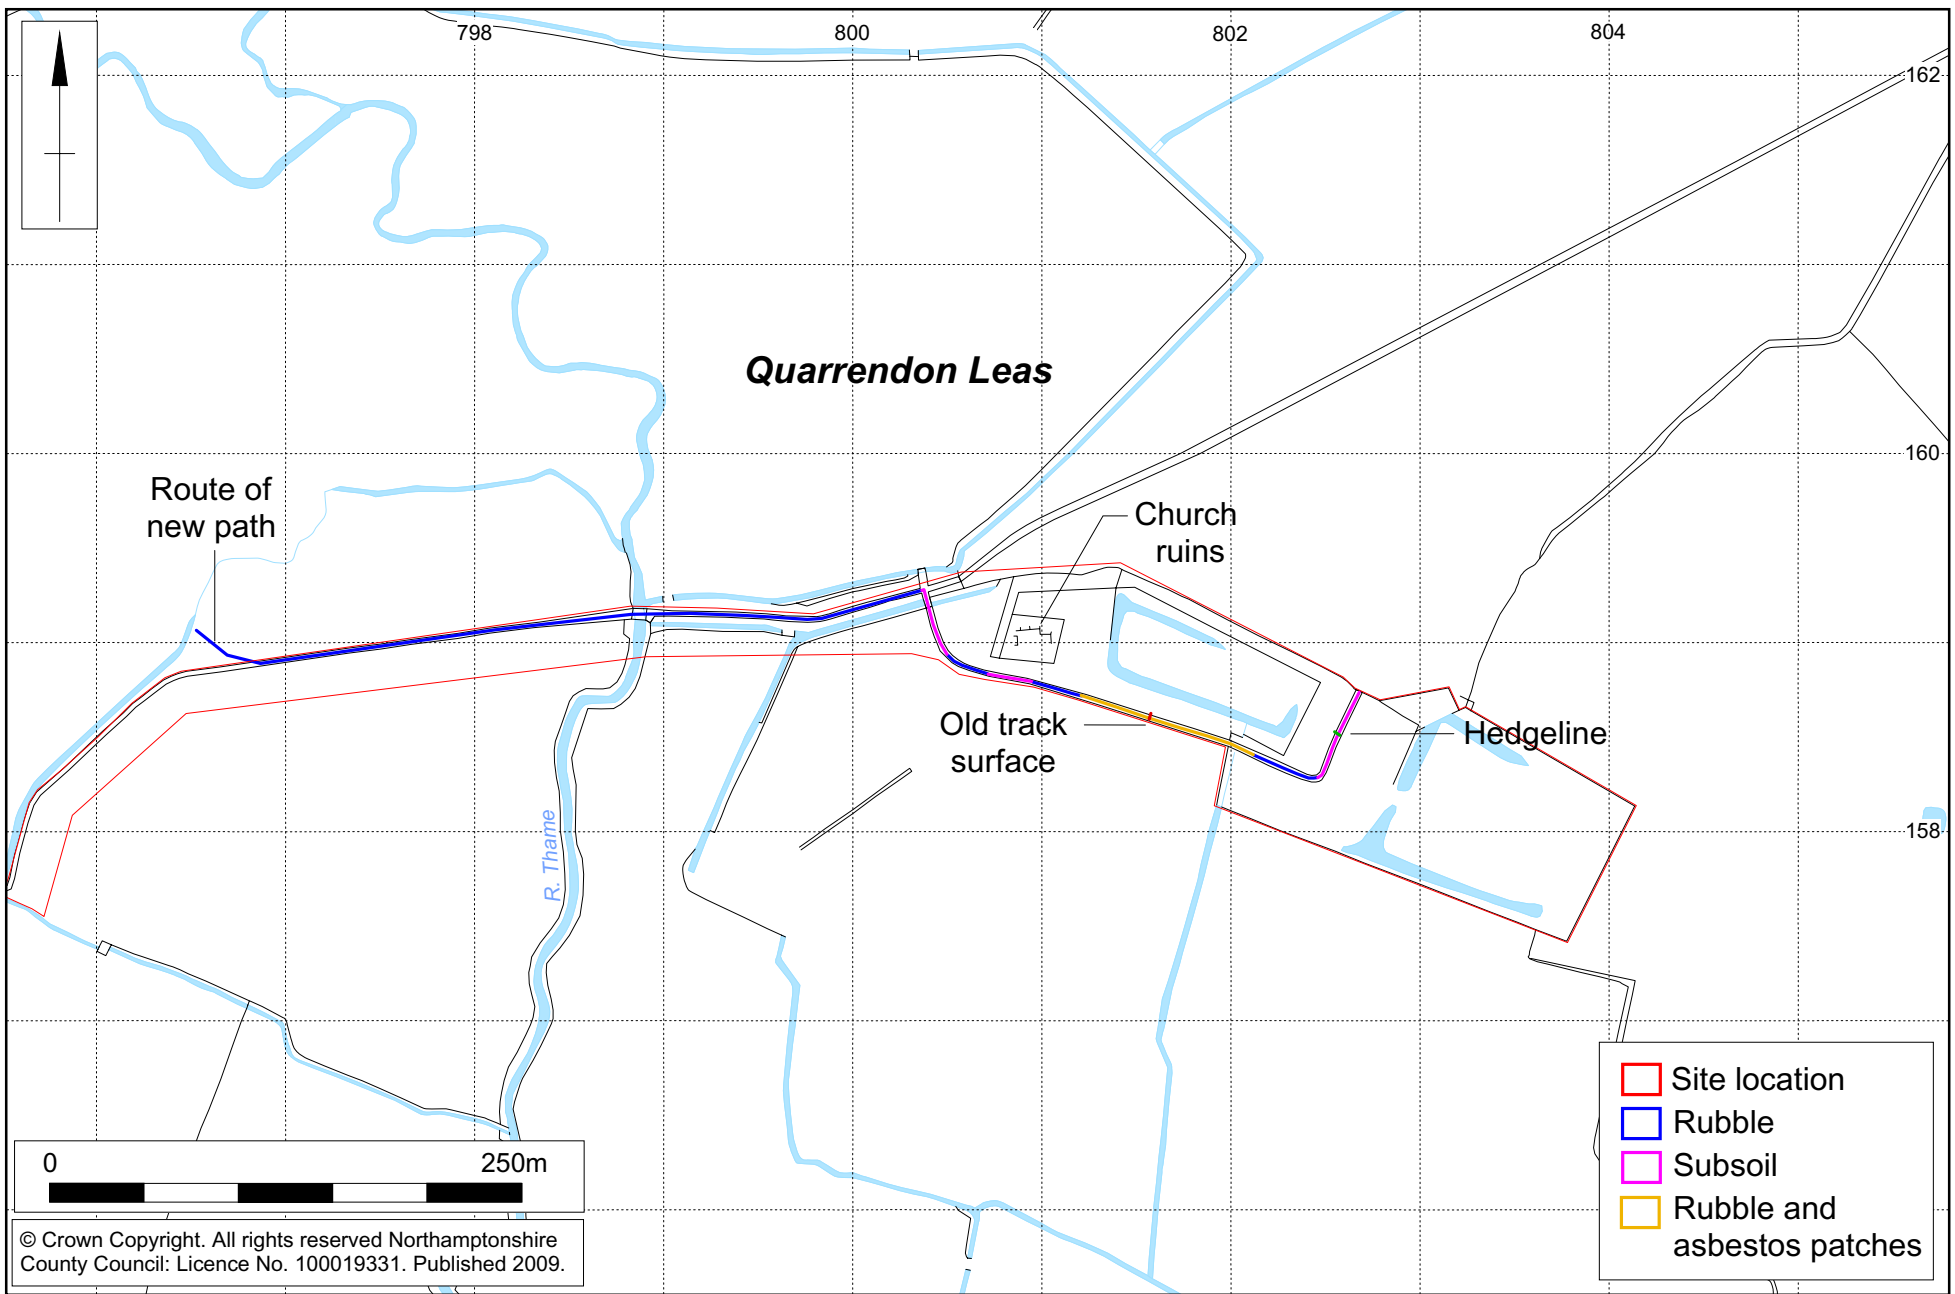 798
800
802
804
162
Quarrendon Leas
160
Route of
new path
Church
ruins
Old track
surface
Hedgeline
158
R. Thame
Site location
Rubble
Subsoil
Rubble and
asbestos patches
0
250m
© Crown Copyright. All rights reserved Northamptonshire
County Council: Licence No. 100019331. Published 2009.